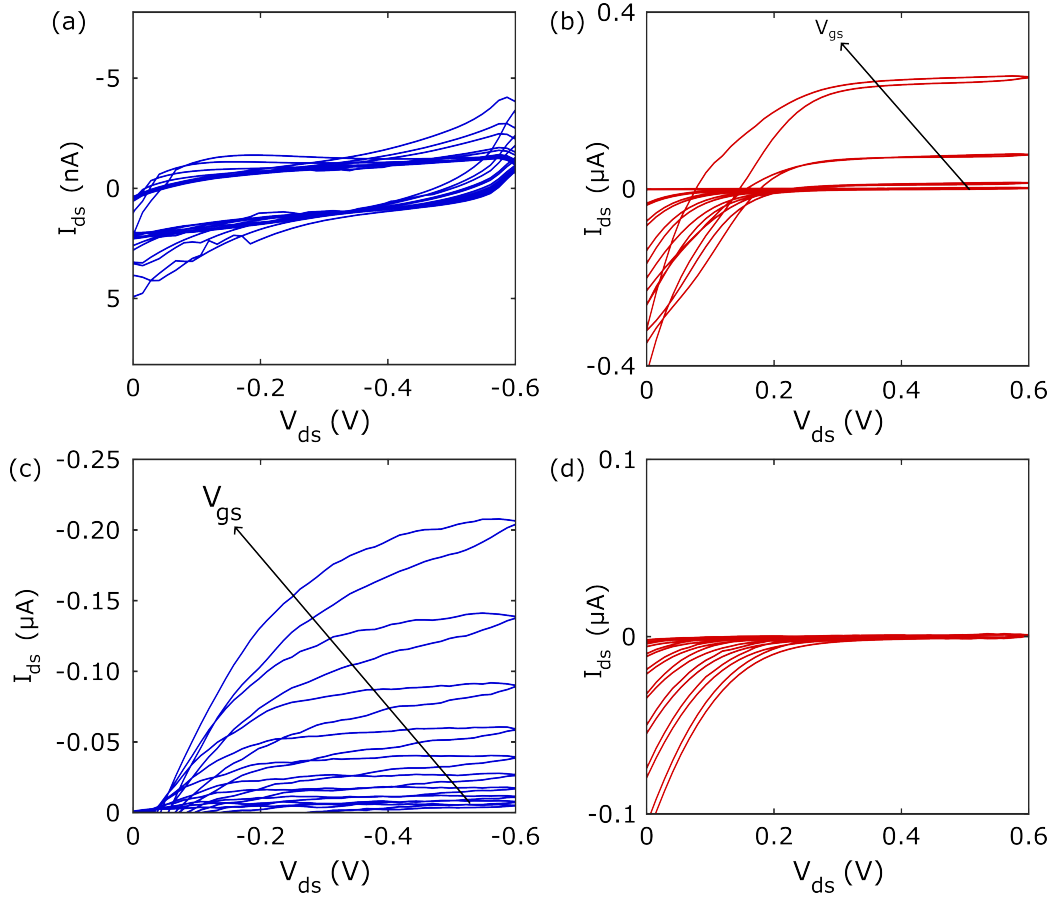 (a)
-5
0
5
I_ds (nA)
0 -0.2 -0.4 -0.6
V_ds (V)
(b)
0.4
0
-0.4
I_ds (µA)
V_gs
0 0.2 0.4 0.6
V_ds (V)
(c)
-0.25
-0.20
-0.15
-0.10
-0.05
0
I_ds (µA)
V_gs
0 -0.2 -0.4 -0.6
V_ds (V)
(d)
0.1
0
-0.1
I_ds (µA)
0 0.2 0.4 0.6
V_ds (V)